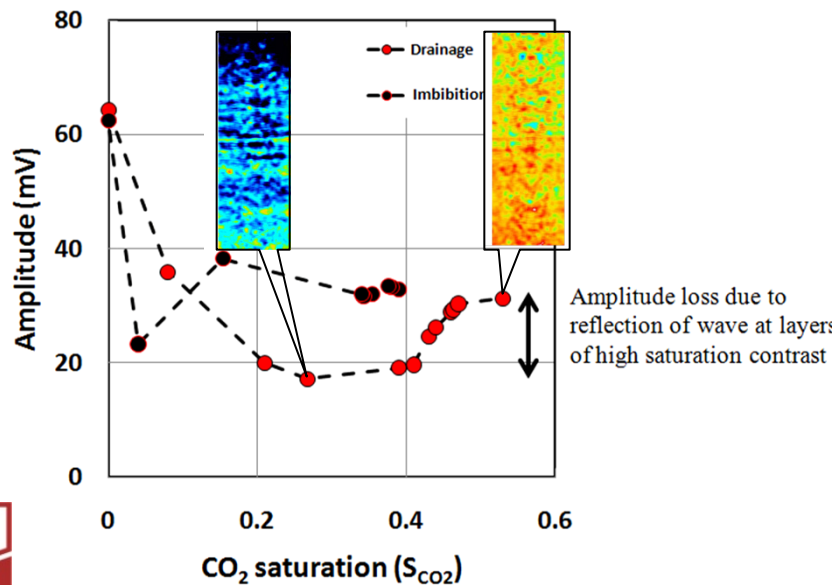 80
60
40
20
0
Amplitude (mV)
Drainage
Imbibition
0
0.2
0.4
0.6
CO₂ saturation (S_CO2)
Amplitude loss due to
reflection of wave at layers
of high saturation contrast